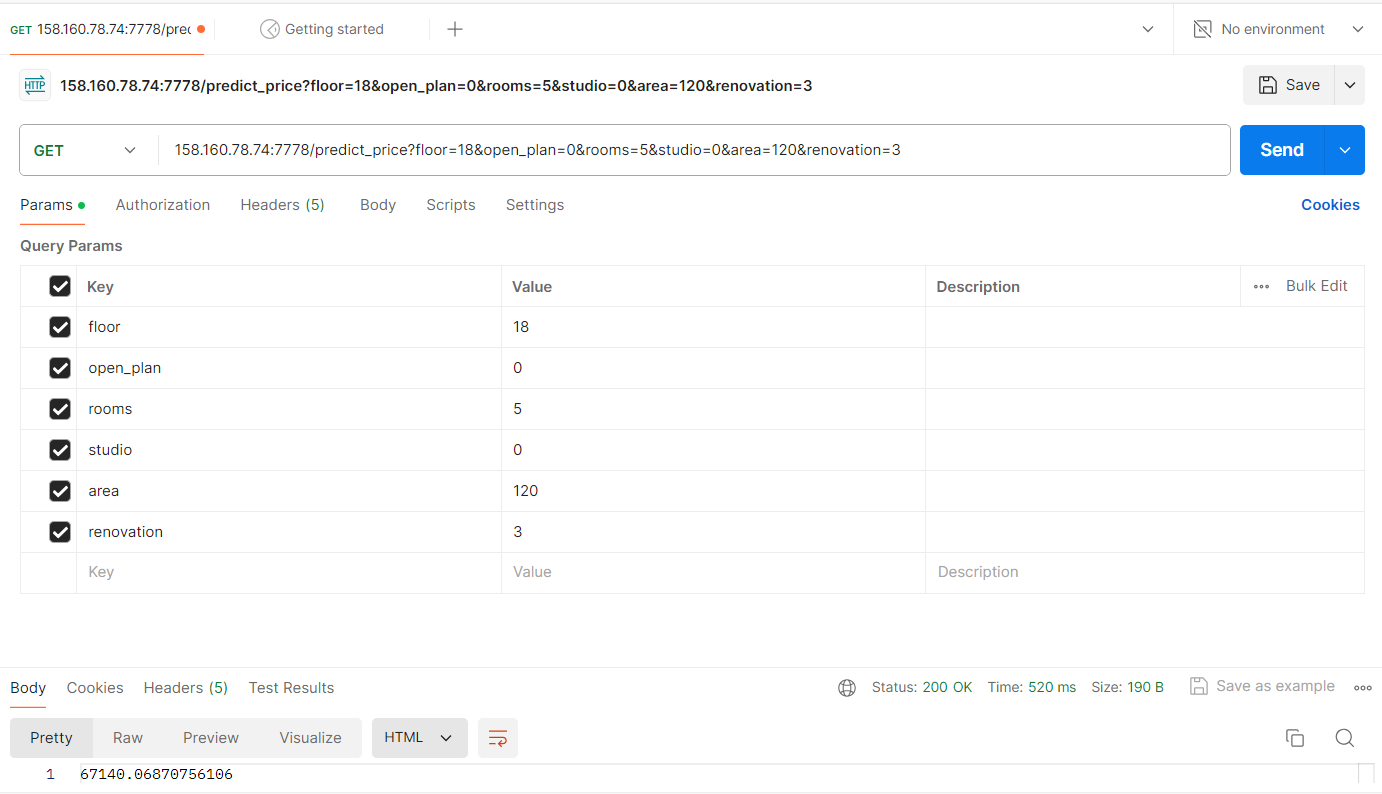 GET 158.160.78.74:7778/prec Getting started No environment
HTTP 158.160.78.74:7778/predict_price?floor=18&open_plan=0&rooms=5&studio=0&area=120&renovation=3 Save
GET 158.160.78.74:7778/predict_price?floor=18&open_plan=0&rooms=5&studio=0&area=120&renovation=3 Send
Params Authorization Headers (5) Body Scripts Settings Cookies
Query Params
Key Value Description Bulk Edit
floor 18
open_plan 0
rooms 5
studio 0
area 120
renovation 3
Key Value Description
Body Cookies Headers (5) Test Results Status: 200 OK Time: 520 ms Size: 190 B Save as example
Pretty Raw Preview Visualize HTML
1 67140.06870756106